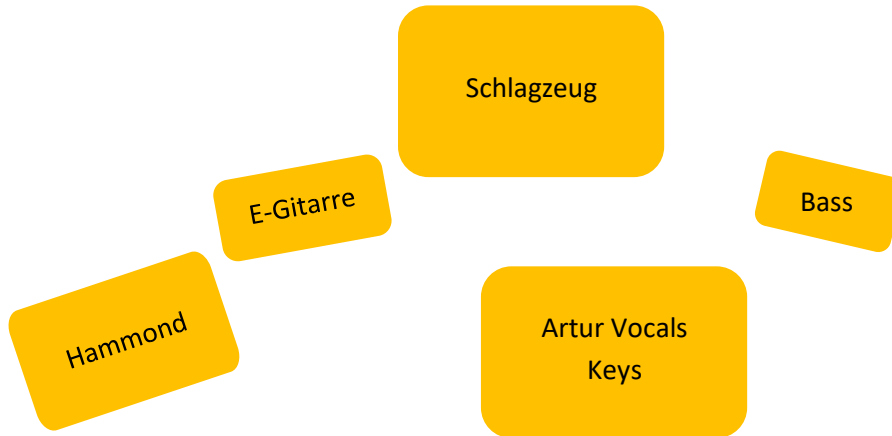 Schlagzeug
E-Gitarre
Bass
Hammond
Artur Vocals
Keys